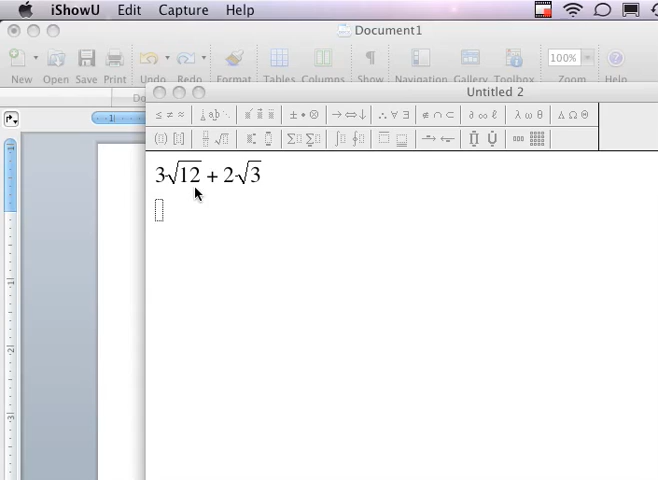 iShowU Edit Capture Help
Document1
New Open Save Print Undo Redo Format Tables Columns Show Navigation Gallery Toolbox Zoom Help
100%
Untitled 2
≤ ≠ ≈ ± • ⊗ → ⇔ ↓ ∴ ∀ ∃ ∉ ∩ ⊂ ∂ ∞ ℓ λ ω θ Δ Ω Θ
3√12 + 2√3